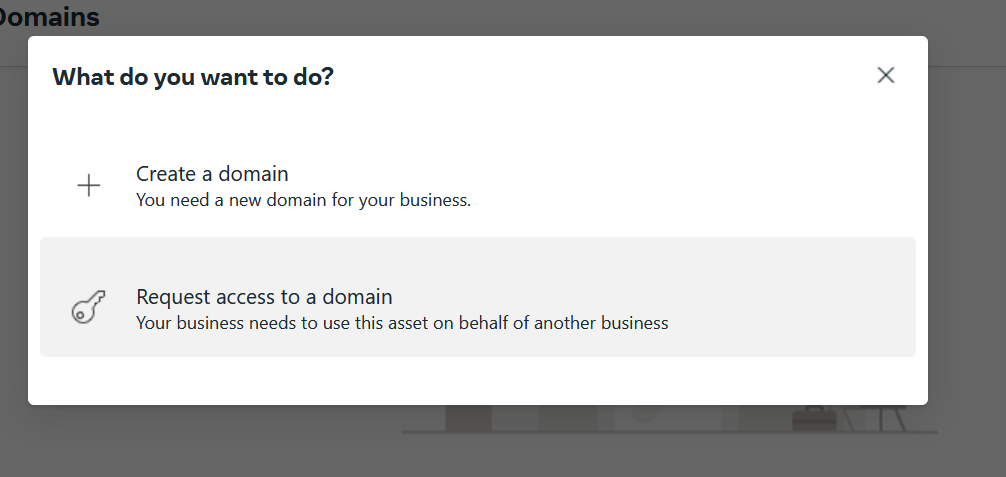 Domains
What do you want to do?
Create a domain
You need a new domain for your business.
Request access to a domain
Your business needs to use this asset on behalf of another business